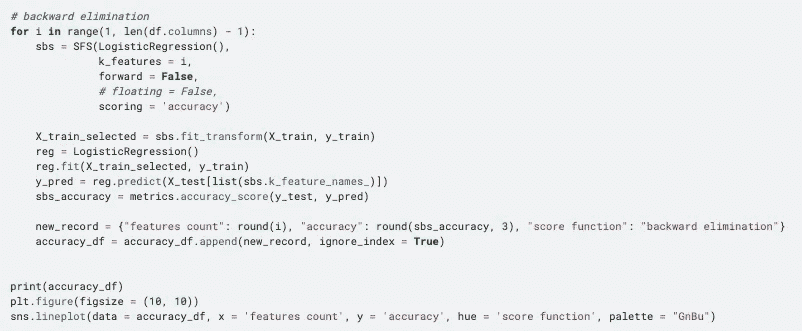 # backward elimination
for i in range(1, len(df.columns) - 1):
    sbs = SFS(LogisticRegression(),
              k_features = i,
              forward = False,
              # floating = False,
              scoring = 'accuracy')

    X_train_selected = sbs.fit_transform(X_train, y_train)
    reg = LogisticRegression()
    reg.fit(X_train_selected, y_train)
    y_pred = reg.predict(X_test[list(sbs.k_feature_names_)])
    sbs_accuracy = metrics.accuracy_score(y_test, y_pred)

    new_record = {"features count": round(i), "accuracy": round(sbs_accuracy, 3), "score function": "backward elimination"}
    accuracy_df = accuracy_df.append(new_record, ignore_index = True)


print(accuracy_df)
plt.figure(figsize = (10, 10))
sns.lineplot(data = accuracy_df, x = 'features count', y = 'accuracy', hue = 'score function', palette = "GnBu")